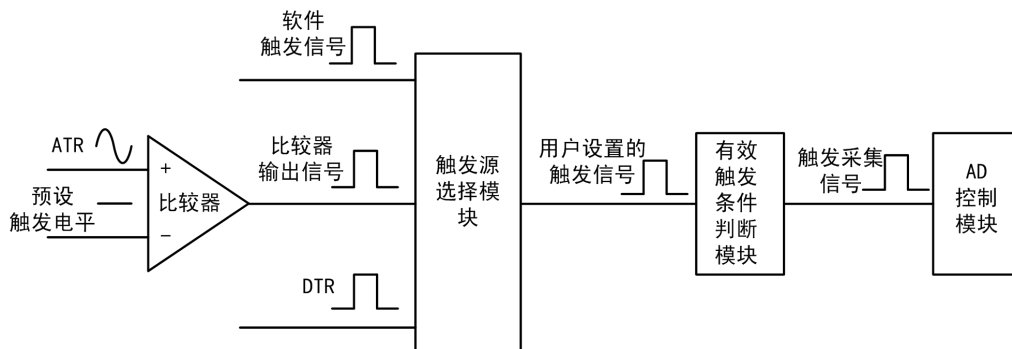 软件
触发信号
ATR
预设
触发电平
+
比较器
−
比较器
输出信号
DTR
触发源
选择模
块
用户设置的
触发信号
有效
触发
条件
判断
模块
触发采集
信号
AD
控制
模块